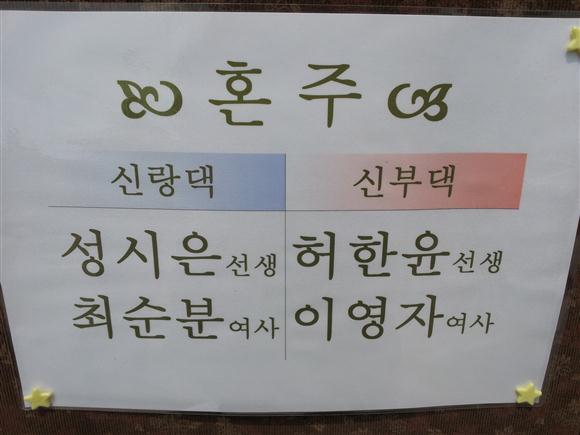 혼주
신랑댁 신부댁
성시은 선생 허한윤 선생
최순분 여사 이영자 여사